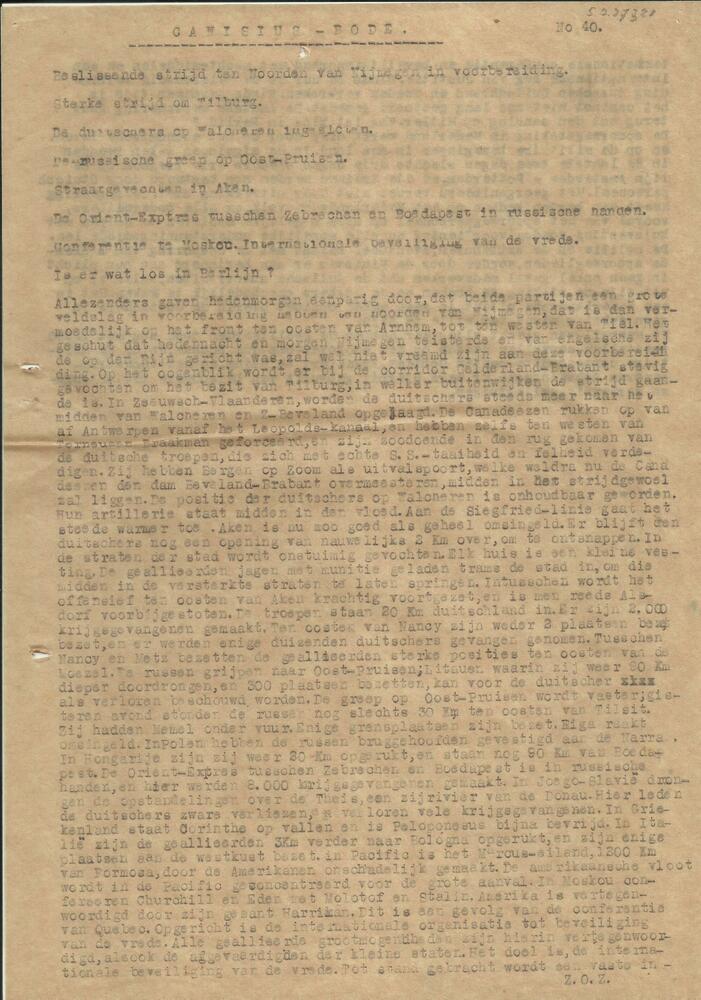 CANISIUS - BODE.
No 40.
Beslissende strijd ten Noorden van Nijmegen in voorbereiding.
Sterke strijd om Tilburg.
De duitschers op Walcheren ingesloten.
De russische greep op Oost-Pruisen.
Straatgevechten in Aken.
De Orient-Exptres tusschen Zebrechen en Boedapest in russische handen.
Conferentie te Moskou. Internationale beveiliging van de vrede.
Is er wat los in Berlijn ?
Allezenders gaven hedenmorgen eenparig door, dat beide partijen een grote
veldslag in voorbereiding hebben ten noorden van Nijmegen, dat is dan ver-
moedelijk op het front ten oosten van Arnhem, tot ten westen van Tiel. Het
geschut dat hedennacht en morgen Nijmegen teisterde en van engelsche zij
de op den Rijn gericht was, zal wel niet vreemd zijn aan deze voorberei
ding. Op het oogenblik wordt er bij de corridor Gelderland-Brabant stevig
gevochten om het bezit van Tilburg, in welker buitenwijken de strijd gaan-
de is. In Zeeuwsch-Vlaanderen, worden de duitschers steeds meer naar het
midden van Walcheren en Z-Beveland opgejaagd. De Canadeezen rukken op van
af Antwerpen vanaf het Leopolds-kanaal, en hebben zelfs ten westen van
Terneuzen Braakman geforceerd, en zijn zoodoende in den rug gekomen van
de duitsche troepen, die zich met echte S.S.-taaiheid en felheid verde-
digen. Zij hebben Bergen op Zoom als uitvalspoort, welke waldra nu de Cana
deezen den dam Beveland-Brabant overmeesteren, midden in het strijdgewoel
zal liggen. De positie der duitschers op Walcheren is onhoudbaar geworden.
Hun artillerie staat midden in den vloed. Aan de Siegfried-linie gaat het
steeds warmer toe. Aken is nu zoo goed als geheel omsingeld. Er blijft den
duitschers nog een opening van nauwelijks 2 Km over, om te ontsnappen. In
de straten der stad wordt onstuimig gevochten. Elk huis is een kleine ves-
ting. De geallieerden jagen met munitie geladen trams de stad in, om die
midden in de versterkte straten te laten springen. Intusschen wordt het
offensief ten oosten van Aken krachtig voortgezet, en is men reeds Als-
dorf voorbijgestoten. De troepen staan 20 Km duitschland in. Er zijn 2.000
krijgsgevangenen gemaakt. Ten oosten van Nancy zijn weder 2 plaatsen
bezet, en er werden enige duizenden duitschers gevangen genomen. Tusschen
Nancy en Metz bezetten de geallieerden sterke posities ten oosten van de
Moezel. De russen grijpen naar Oost-Pruisen; Litauen waarin zij weer 90 Km
dieper doordrongen, en 300 plaatsen bezetten, kan voor de duitscher xxxx
als verloren beschouwd worden. De greep op Oost-Pruisen wordt vaster; gis-
teren avond stonden de russen nog slechts 30 Km ten oosten van Tilsit.
Zij hadden Memel onder vuur. Enige grensplaatsen zijn bezet. Riga raakt
omsingeld. InPolen hebben de russen bruggehoofden gevestigd aan de Narra.
In Hongarije zijn zij weer 30 Km opgerukt, en staan nog 90 Km van Boeda-
pest. De Orient-Expres tusschen Zebrechen en Boedapest is in russische
handen, en hier werden 8.000 krijgsgevangenen gemaakt. In Joego-Slavië dron-
gen de opstandelingen over de Theis, een zijrivier van de Donau. Hier leden
de duitschers zware verliezen, verloren vele krijgsgevangenen. In Grie-
kenland staat Corinthe op vallen en is Peloponesus bijna bevrijd. In Ita-
lië zijn de geallieerden 3Km verder naar Bologna opgerukt, en zijn enige
plaatsen aan de westkust bezet. in Pacific is het Marcus-eiland, 1200 Km
van Formosa, door de Amerikanen onschadelijk gemaakt. De amerikaansche vloot
wordt in de Pacific geconcentreerd voor de grote aanval. In Moskou con-
fereeren Churchill en Eden met Molotof en Stalin. Amerika is vertegen-
woordigd door zijn gesant Harriman. Dit is een gevolg van de conferentie
van Quebec. Opgericht is de internationale organisatie tot beveiliging
van de vrede. Alle geallieerde grootmogendheden zijn hierin vertegenwoor-
digd, alsook de afgevaardigden der kleine staten. Het doel is, de interna-
tionale beveiliging van de vrede. Tot stand gebracht wordt een vaste in -
Z.O.Z.